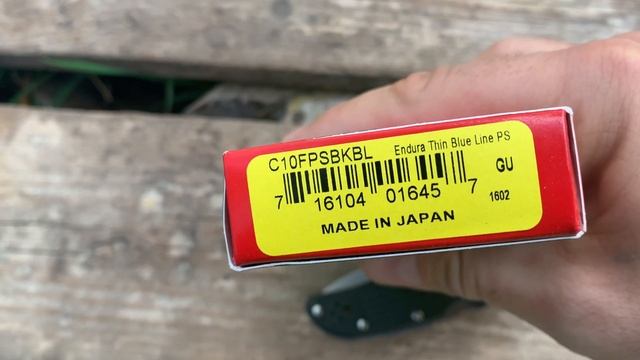 C10FPSBKBL Endura Thin Blue Line PS
7 16104 01645 7
GU
1602
MADE IN JAPAN